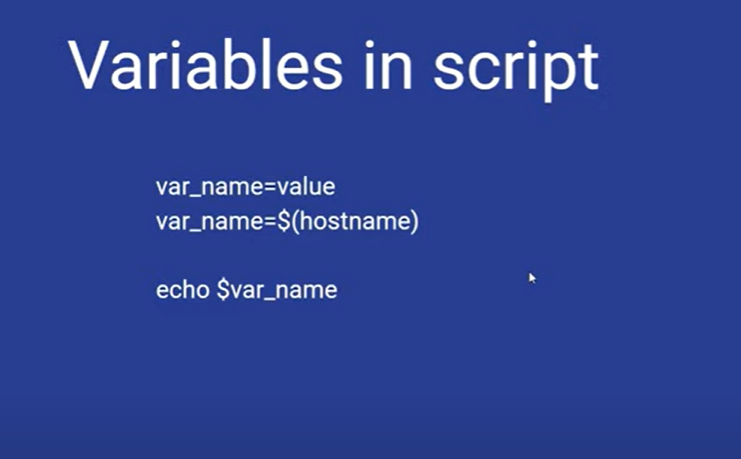 Variables in script
var_name=value
var_name=$(hostname)
echo $var_name